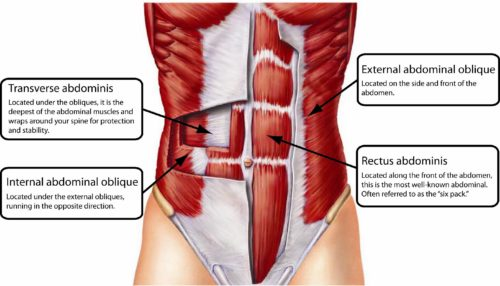 Transverse abdominis
Located under the obliques, it is the
deepest of the abdominal muscles and
wraps around your spine for protection
and stability.
Internal abdominal oblique
Located under the external obliques,
running in the opposite direction.
External abdominal oblique
Located on the side and front of the
abdomen.
Rectus abdominis
Located along the front of the abdomen,
this is the most well-known abdominal.
Often referred to as the “six pack.”